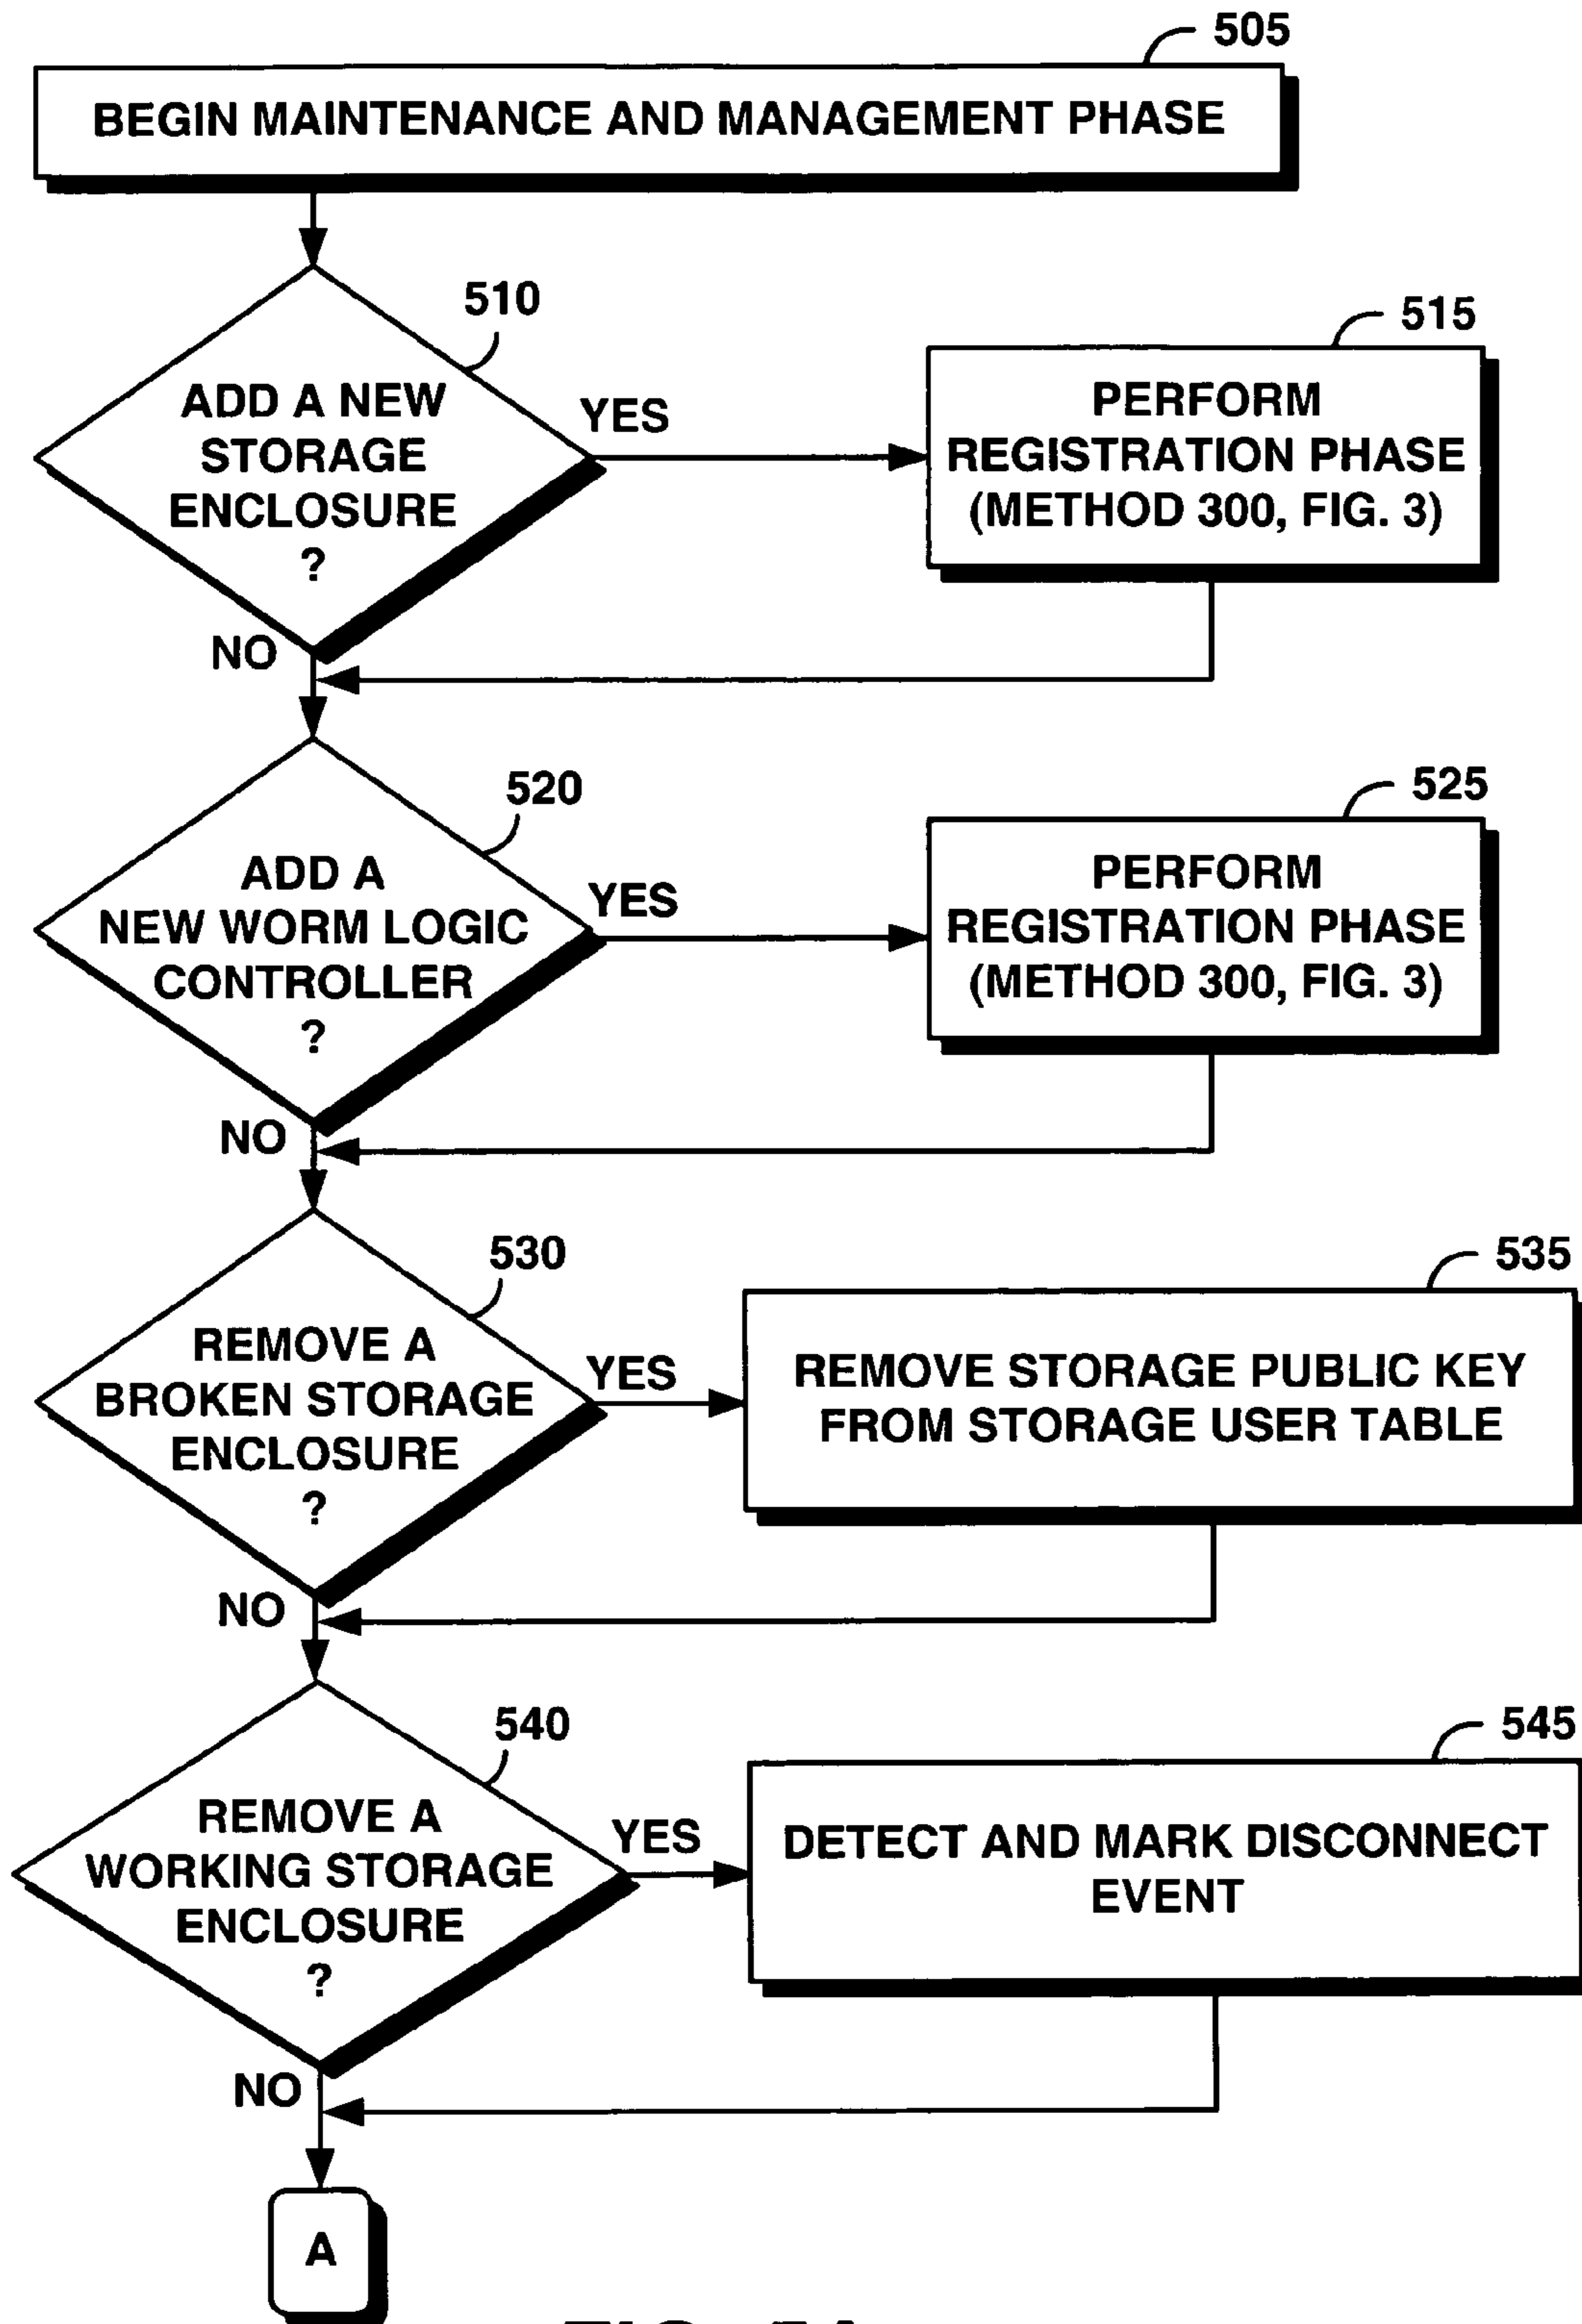 505
BEGIN MAINTENANCE AND MANAGEMENT PHASE
510
ADD A NEW
STORAGE
ENCLOSURE
?
YES
NO
515
PERFORM
REGISTRATION PHASE
(METHOD 300, FIG. 3)
520
ADD A
NEW WORM LOGIC
CONTROLLER
?
YES
NO
525
PERFORM
REGISTRATION PHASE
(METHOD 300, FIG. 3)
530
REMOVE A
BROKEN STORAGE
ENCLOSURE
?
YES
NO
535
REMOVE STORAGE PUBLIC KEY
FROM STORAGE USER TABLE
540
REMOVE A
WORKING STORAGE
ENCLOSURE
?
YES
NO
545
DETECT AND MARK DISCONNECT
EVENT
A